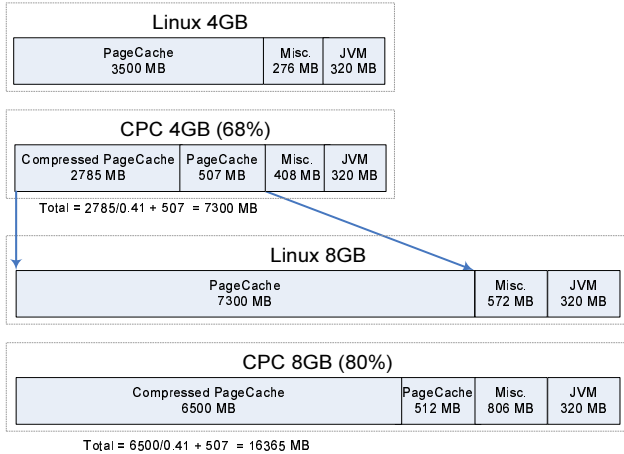 Linux 4GB
PageCache Misc. JVM
3500 MB 276 MB 320 MB
CPC 4GB (68%)
Compressed PageCache PageCache Misc. JVM
2785 MB 507 MB 408 MB 320 MB
Total = 2785/0.41 + 507 = 7300 MB
Linux 8GB
PageCache Misc. JVM
7300 MB 572 MB 320 MB
CPC 8GB (80%)
Compressed PageCache PageCache Misc. JVM
6500 MB 512 MB 806 MB 320 MB
Total = 6500/0.41 + 507 = 16365 MB